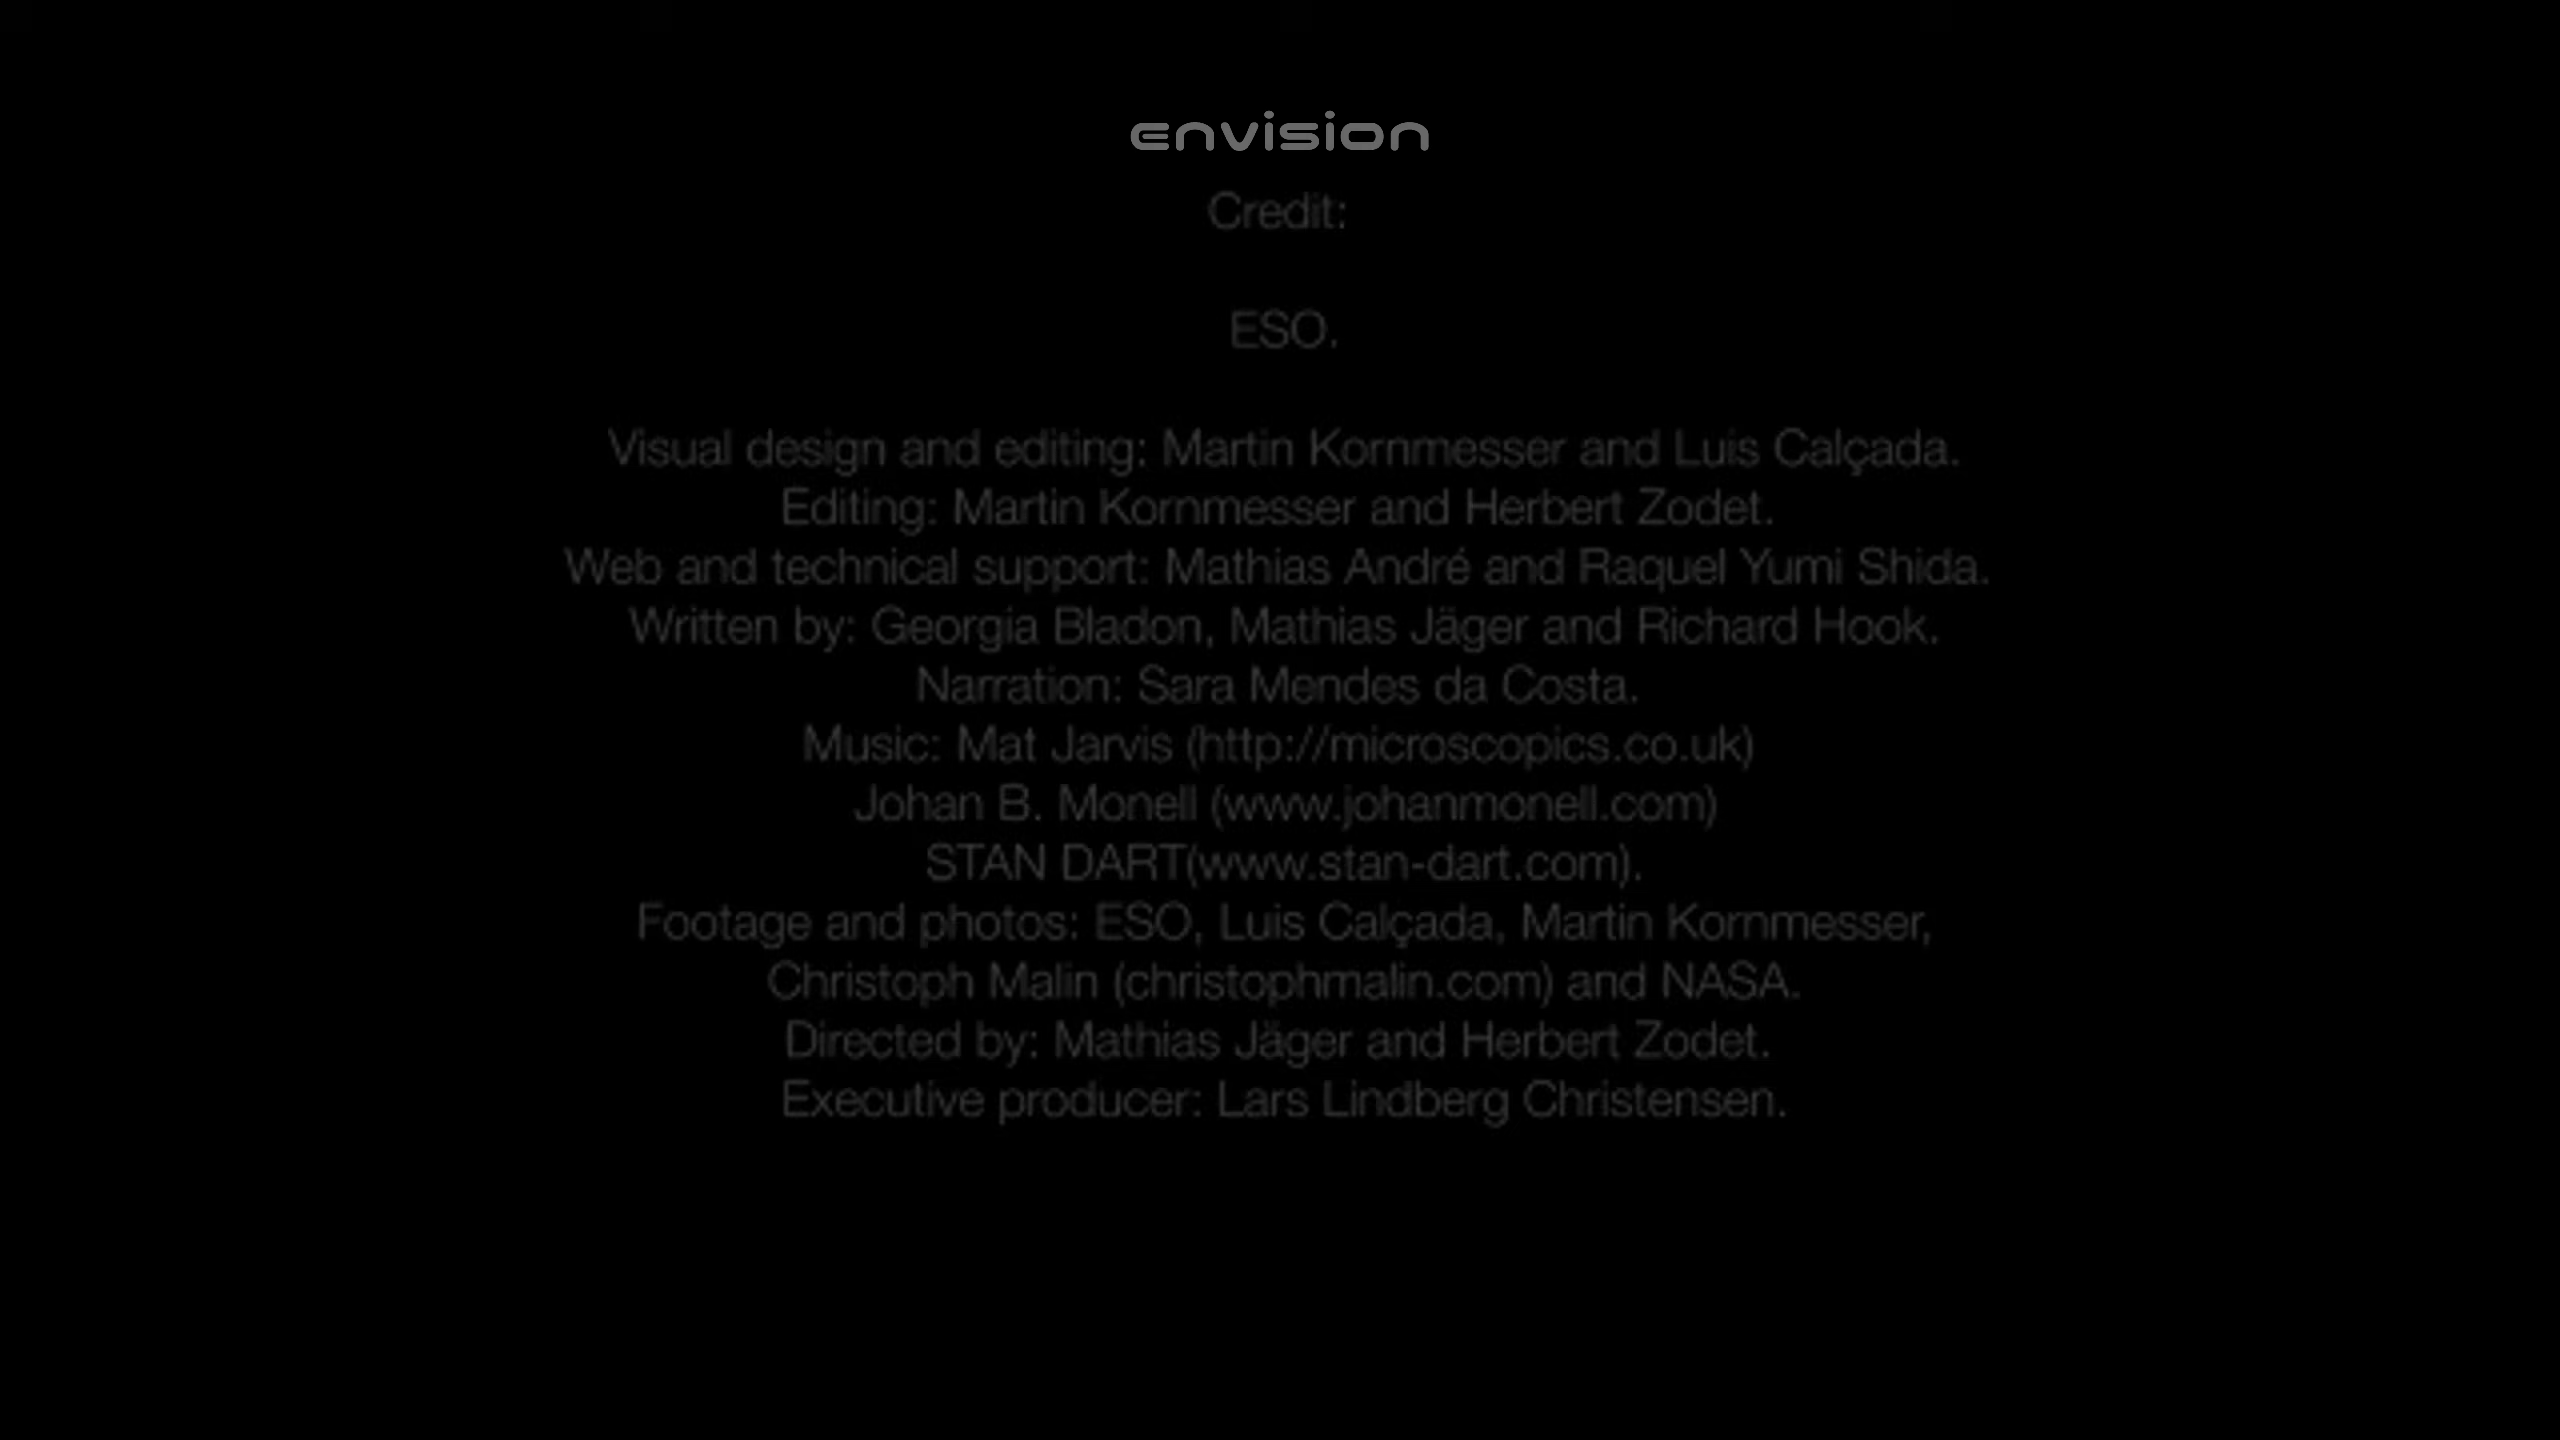 envision
Credit:
ESO.
Visual design and editing: Martin Kornmesser and Luis Calçada.
Editing: Martin Kornmesser and Herbert Zodet.
Web and technical support: Mathias André and Raquel Yumi Shida.
Written by: Georgia Bladon, Mathias Jäger and Richard Hook.
Narration: Sara Mendes da Costa.
Music: Mat Jarvis (http://microscopics.co.uk)
Johan B. Monell (www.johanmonell.com)
STAN DART(www.stan-dart.com).
Footage and photos: ESO, Luis Calçada, Martin Kornmesser,
Christoph Malin (christophmalin.com) and NASA.
Directed by: Mathias Jäger and Herbert Zodet.
Executive producer: Lars Lindberg Christensen.